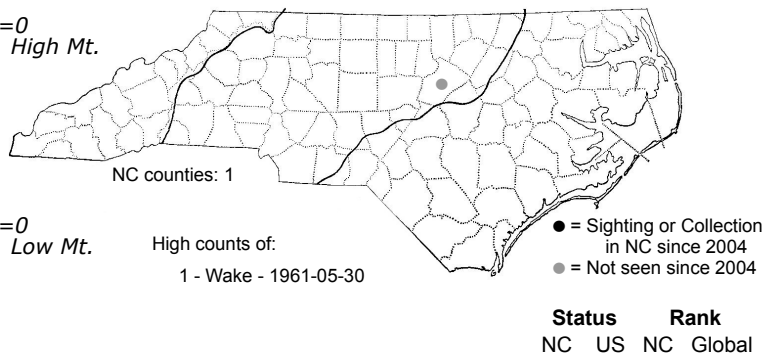 =0
High Mt.
NC counties: 1
=0
Low Mt.
High counts of:
1 - Wake - 1961-05-30
● = Sighting or Collection
in NC since 2004
● = Not seen since 2004
Status Rank
NC US NC Global